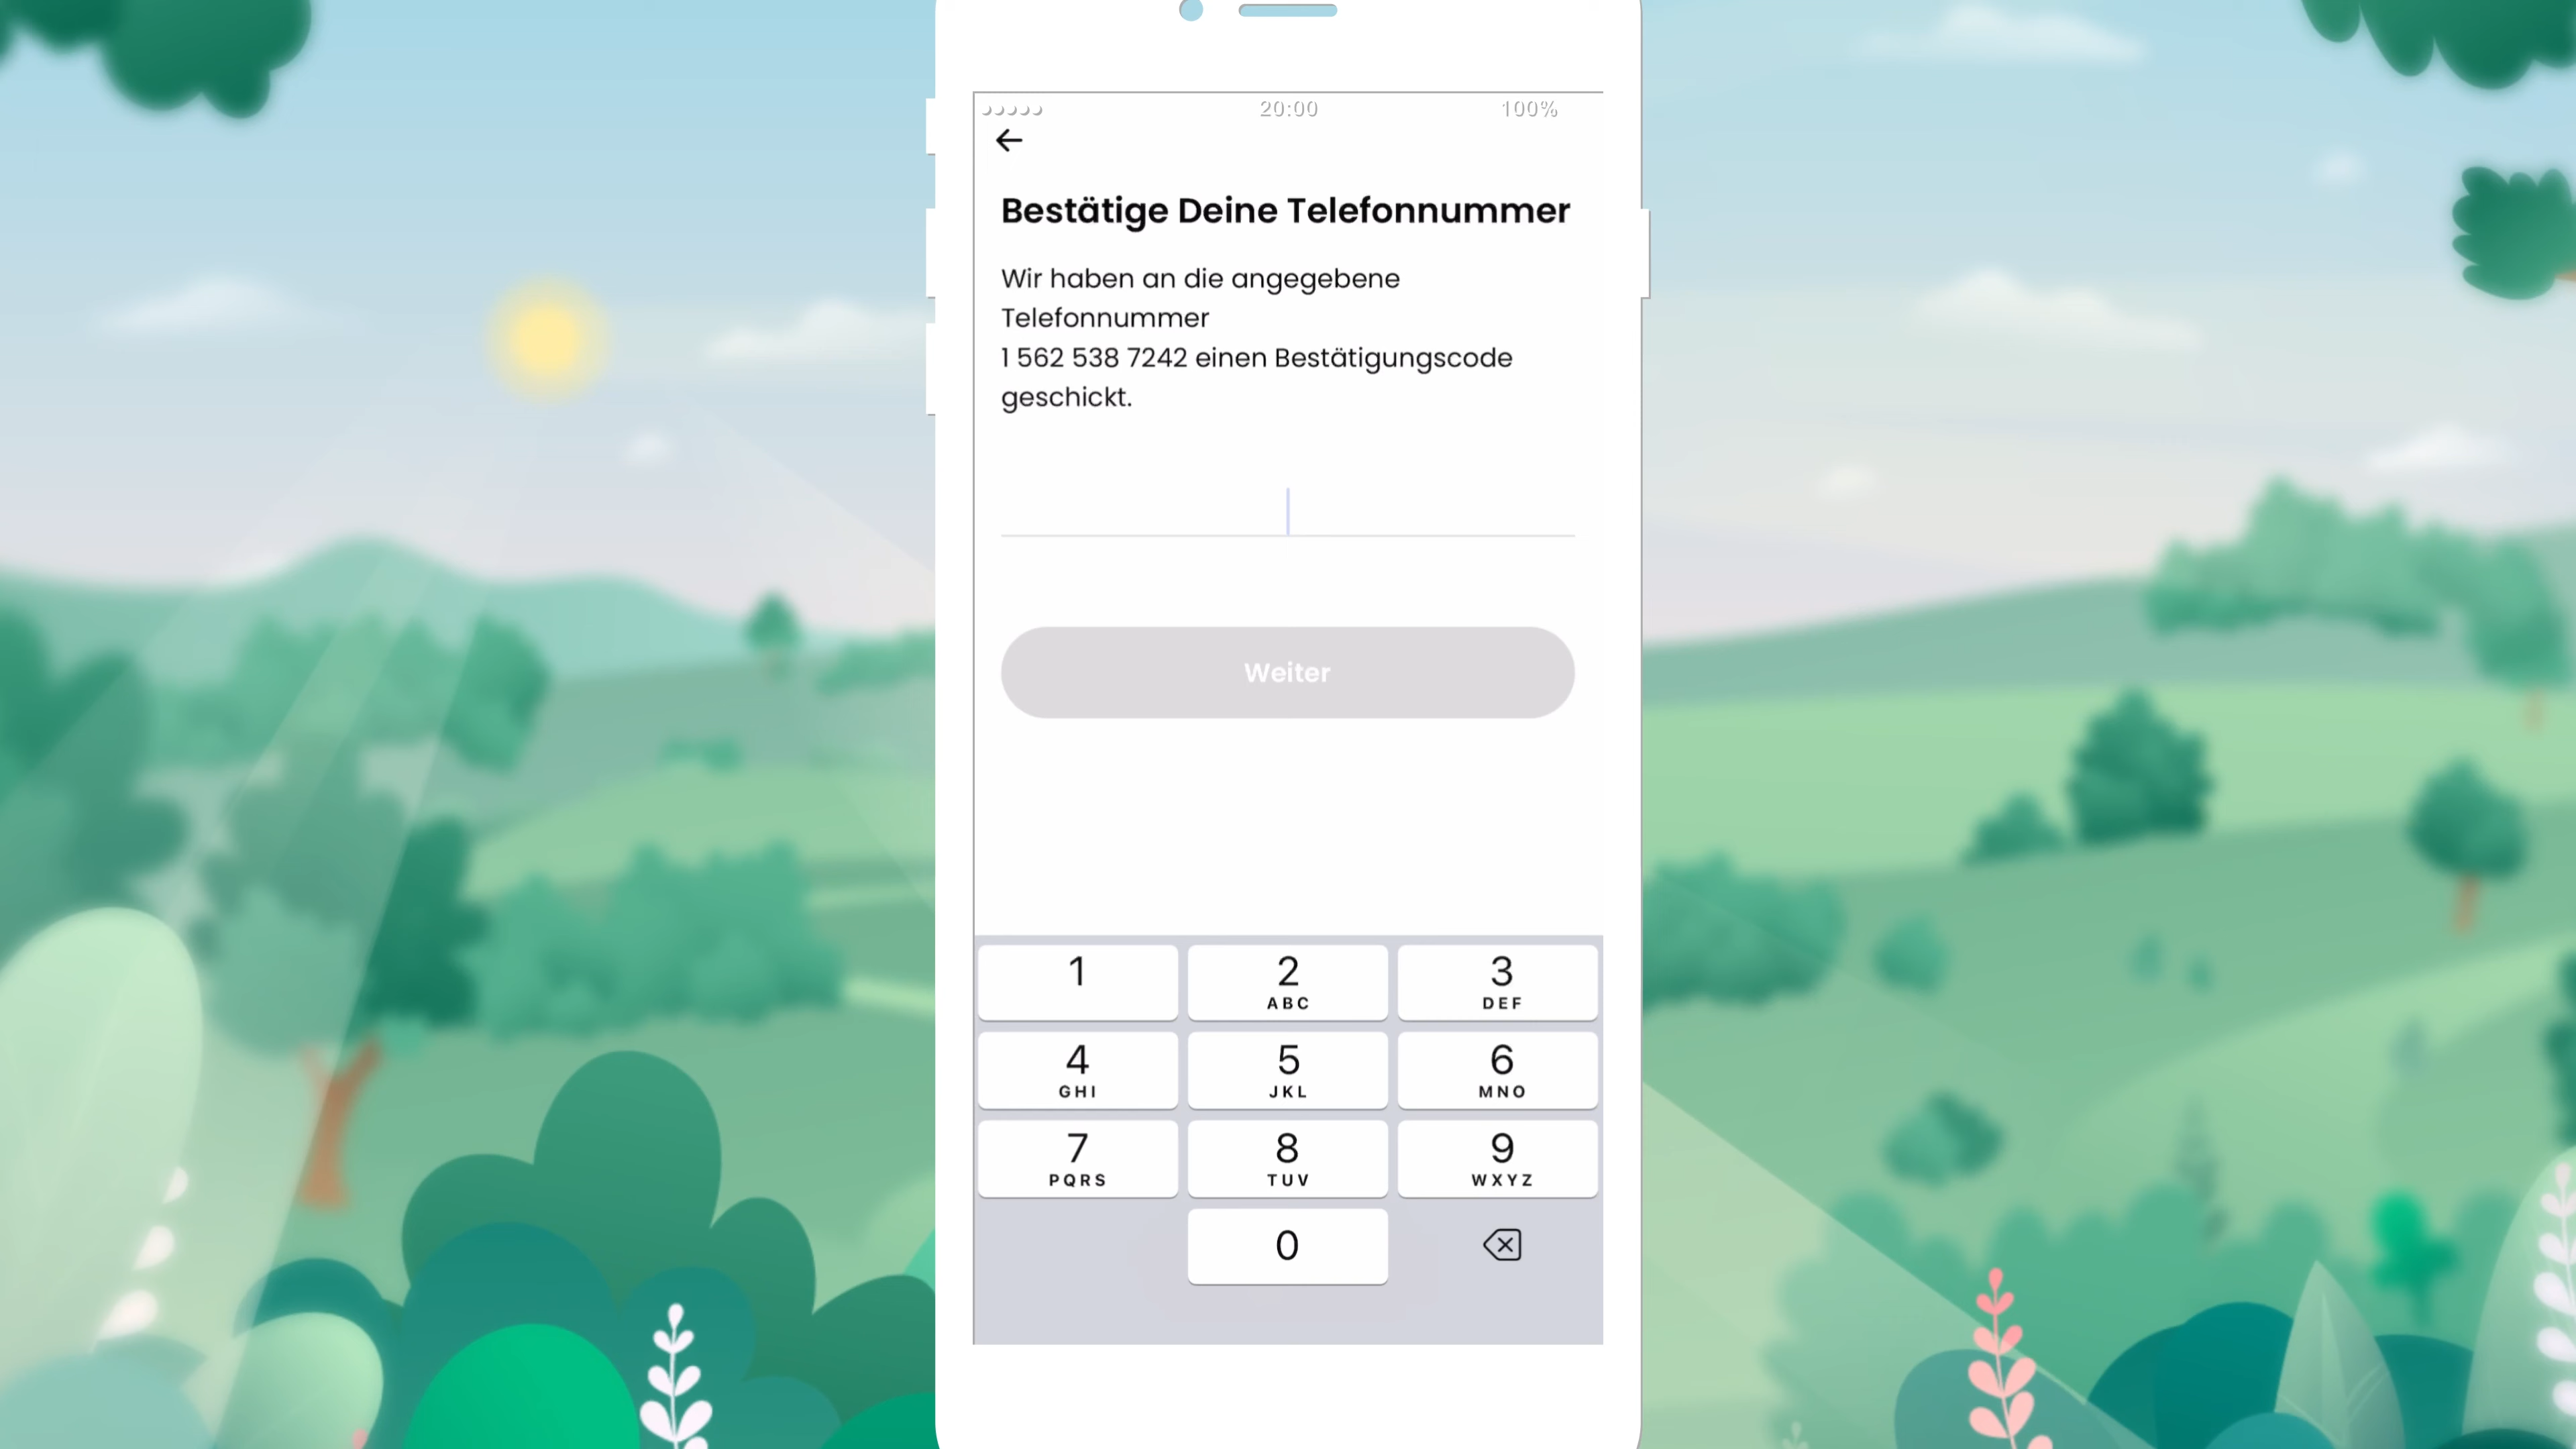 20:00 100%
Bestätige Deine Telefonnummer
Wir haben an die angegebene
Telefonnummer
1 562 538 7242 einen Bestätigungscode
geschickt.
Weiter
1 2 3
ABC DEF
4 5 6
GHI JKL MNO
7 8 9
PQRS TUV WXYZ
0